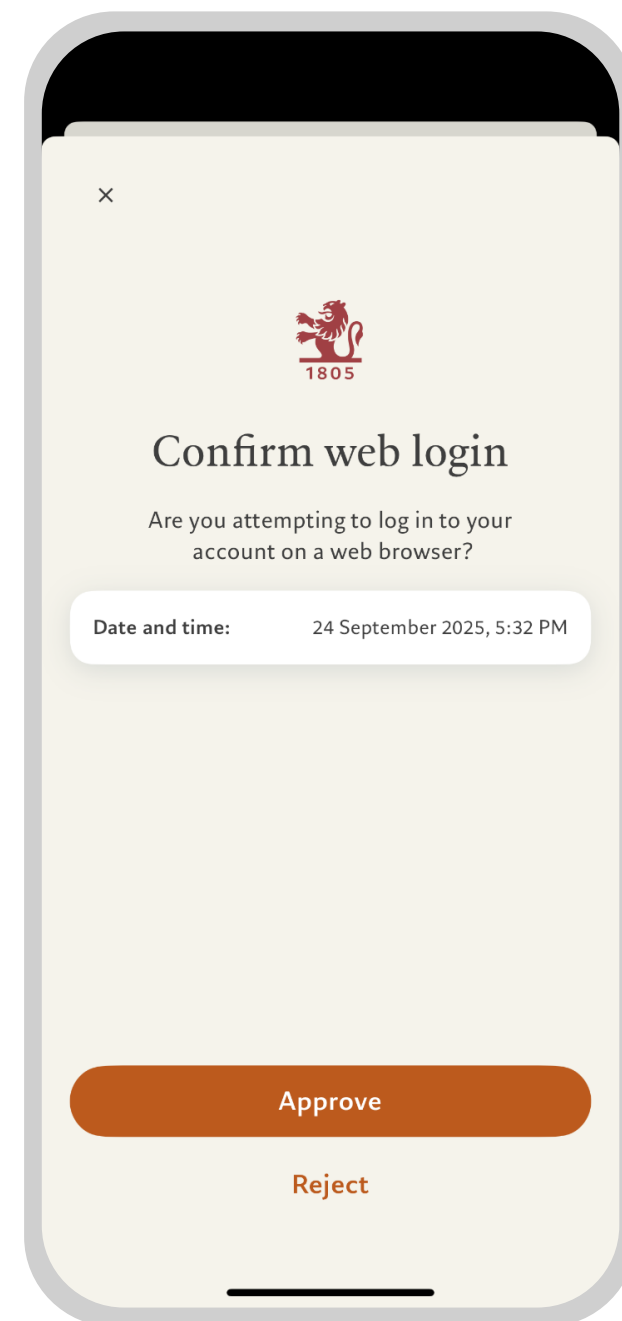 1805
Confirm web login
Are you attempting to log in to your
account on a web browser?
Date and time: 24 September 2025, 5:32 PM
Approve
Reject